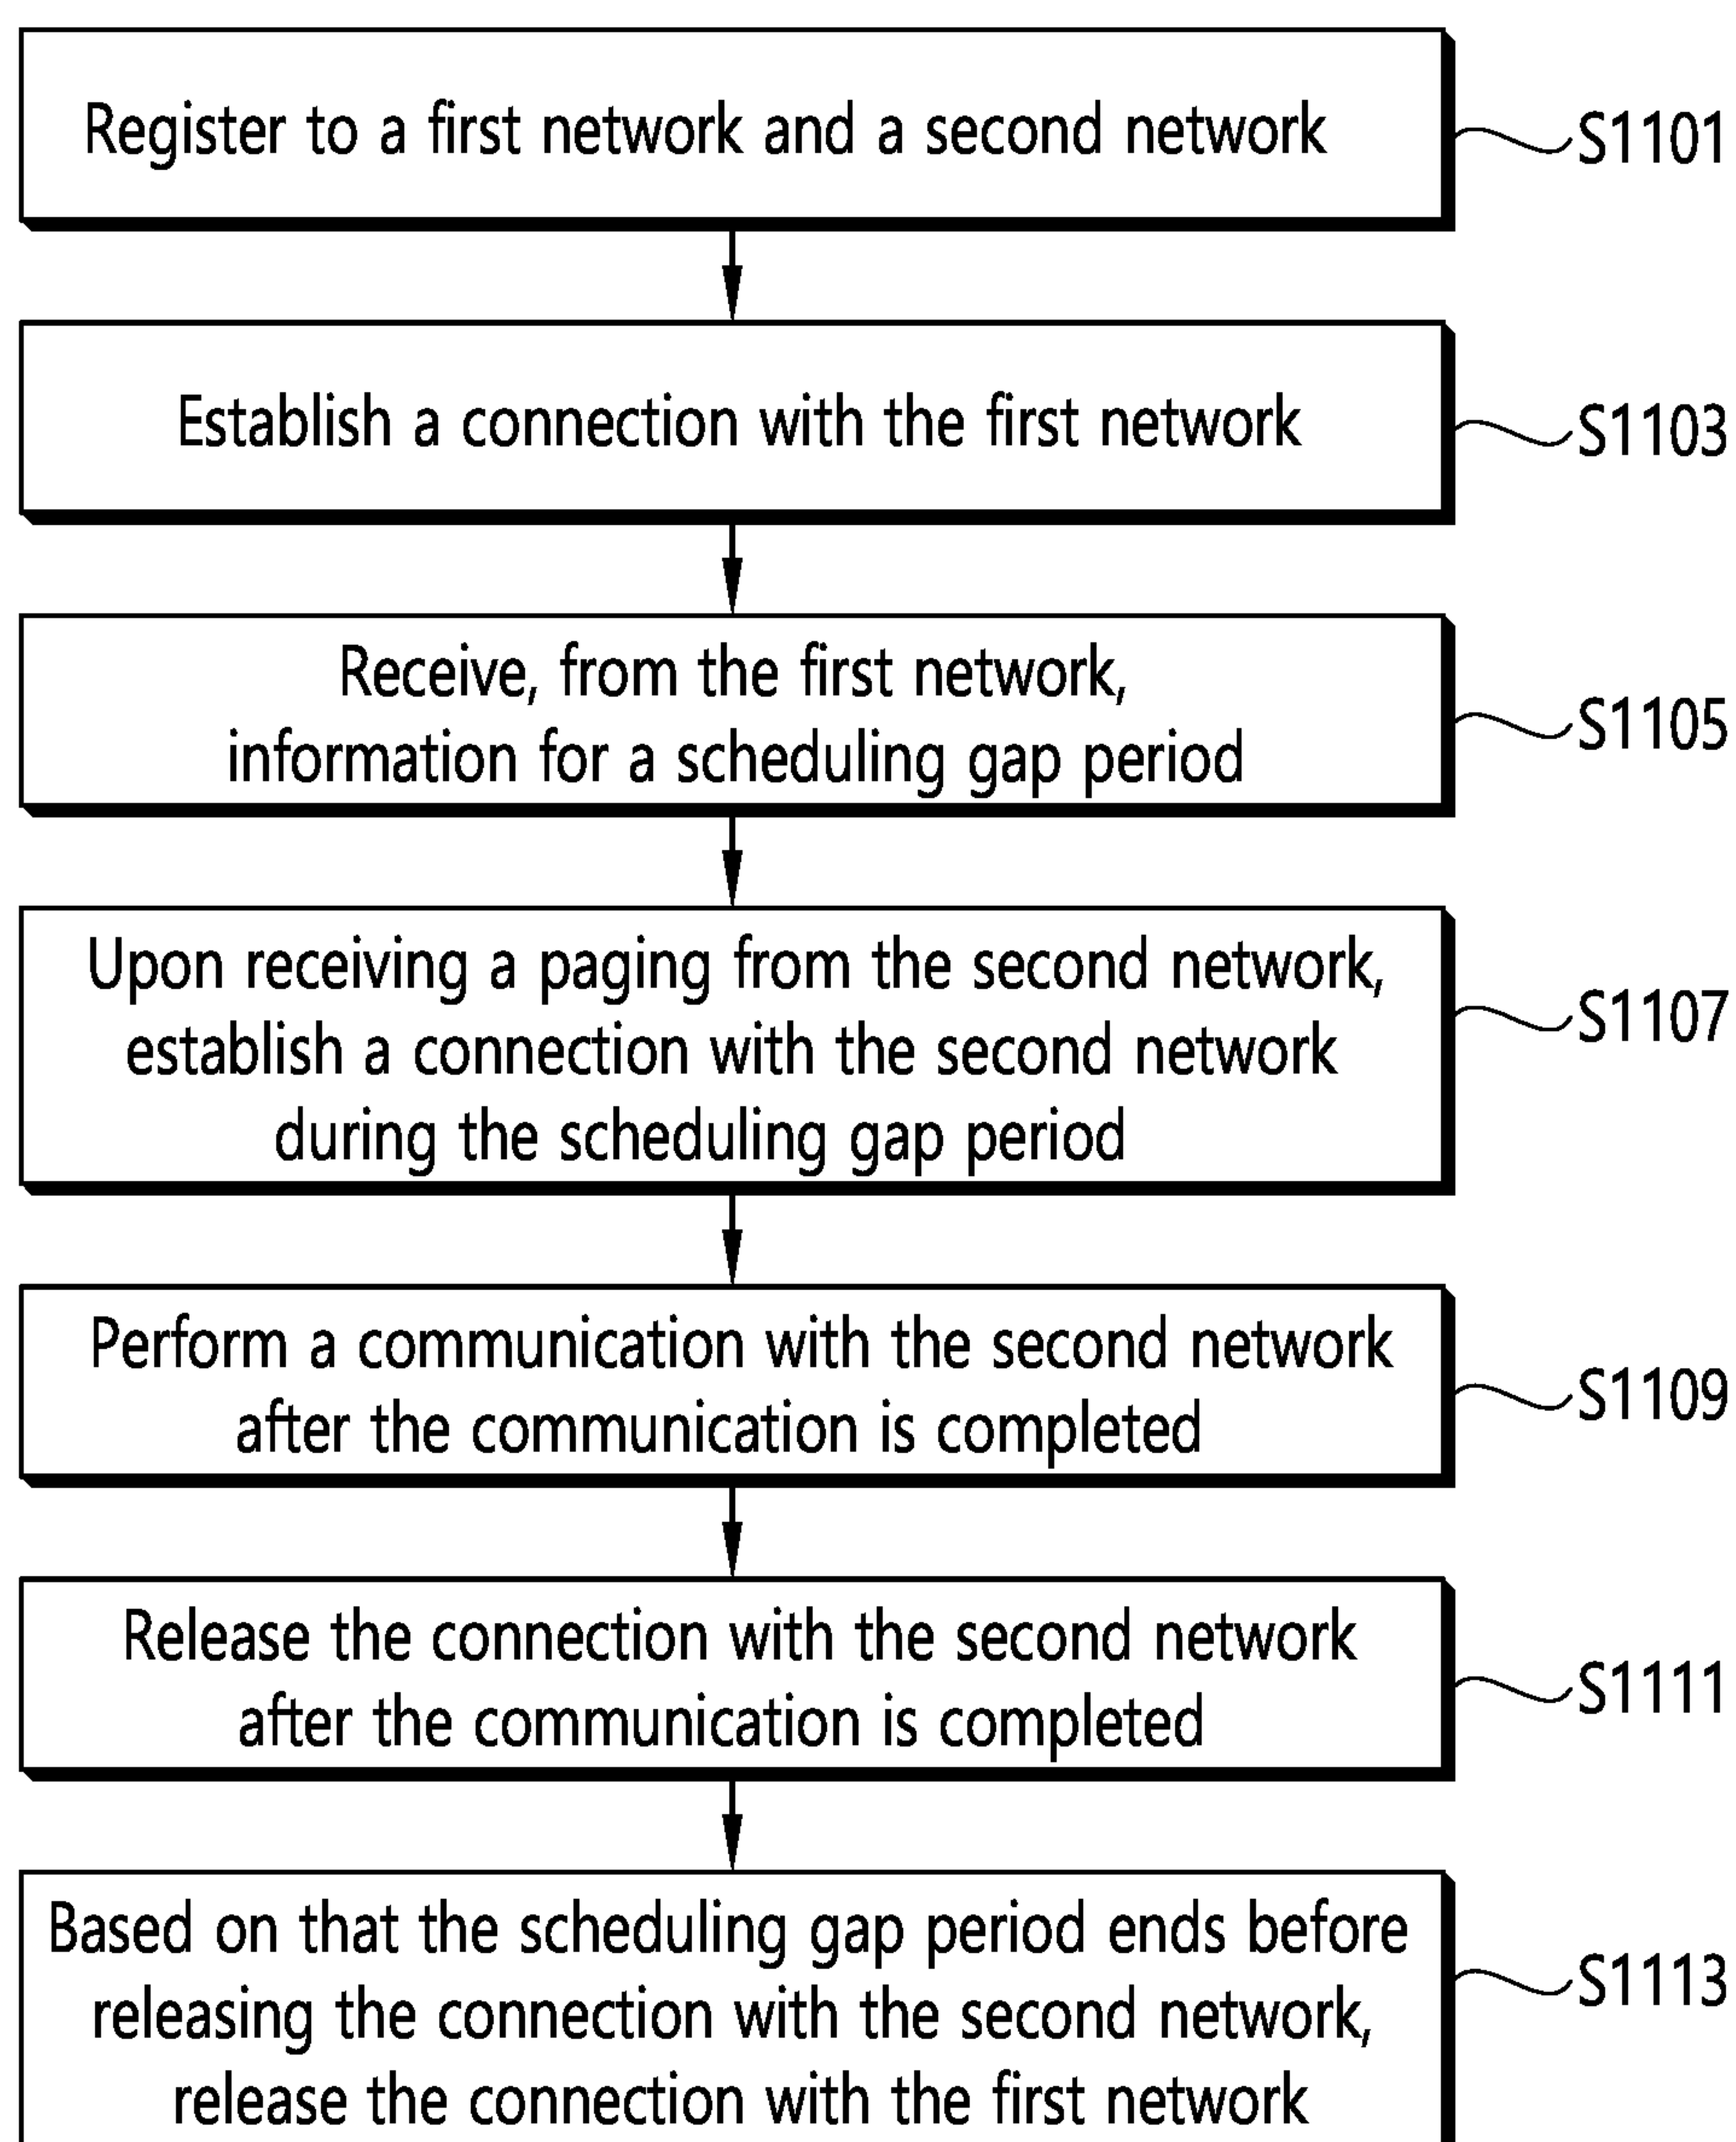 Register to a first network and a second network
S1101
Establish a connection with the first network
S1103
Receive, from the first network,
information for a scheduling gap period
S1105
Upon receiving a paging from the second network,
establish a connection with the second network
during the scheduling gap period
S1107
Perform a communication with the second network
after the communication is completed
S1109
Release the connection with the second network
after the communication is completed
S1111
Based on that the scheduling gap period ends before
releasing the connection with the second network,
release the connection with the first network
S1113